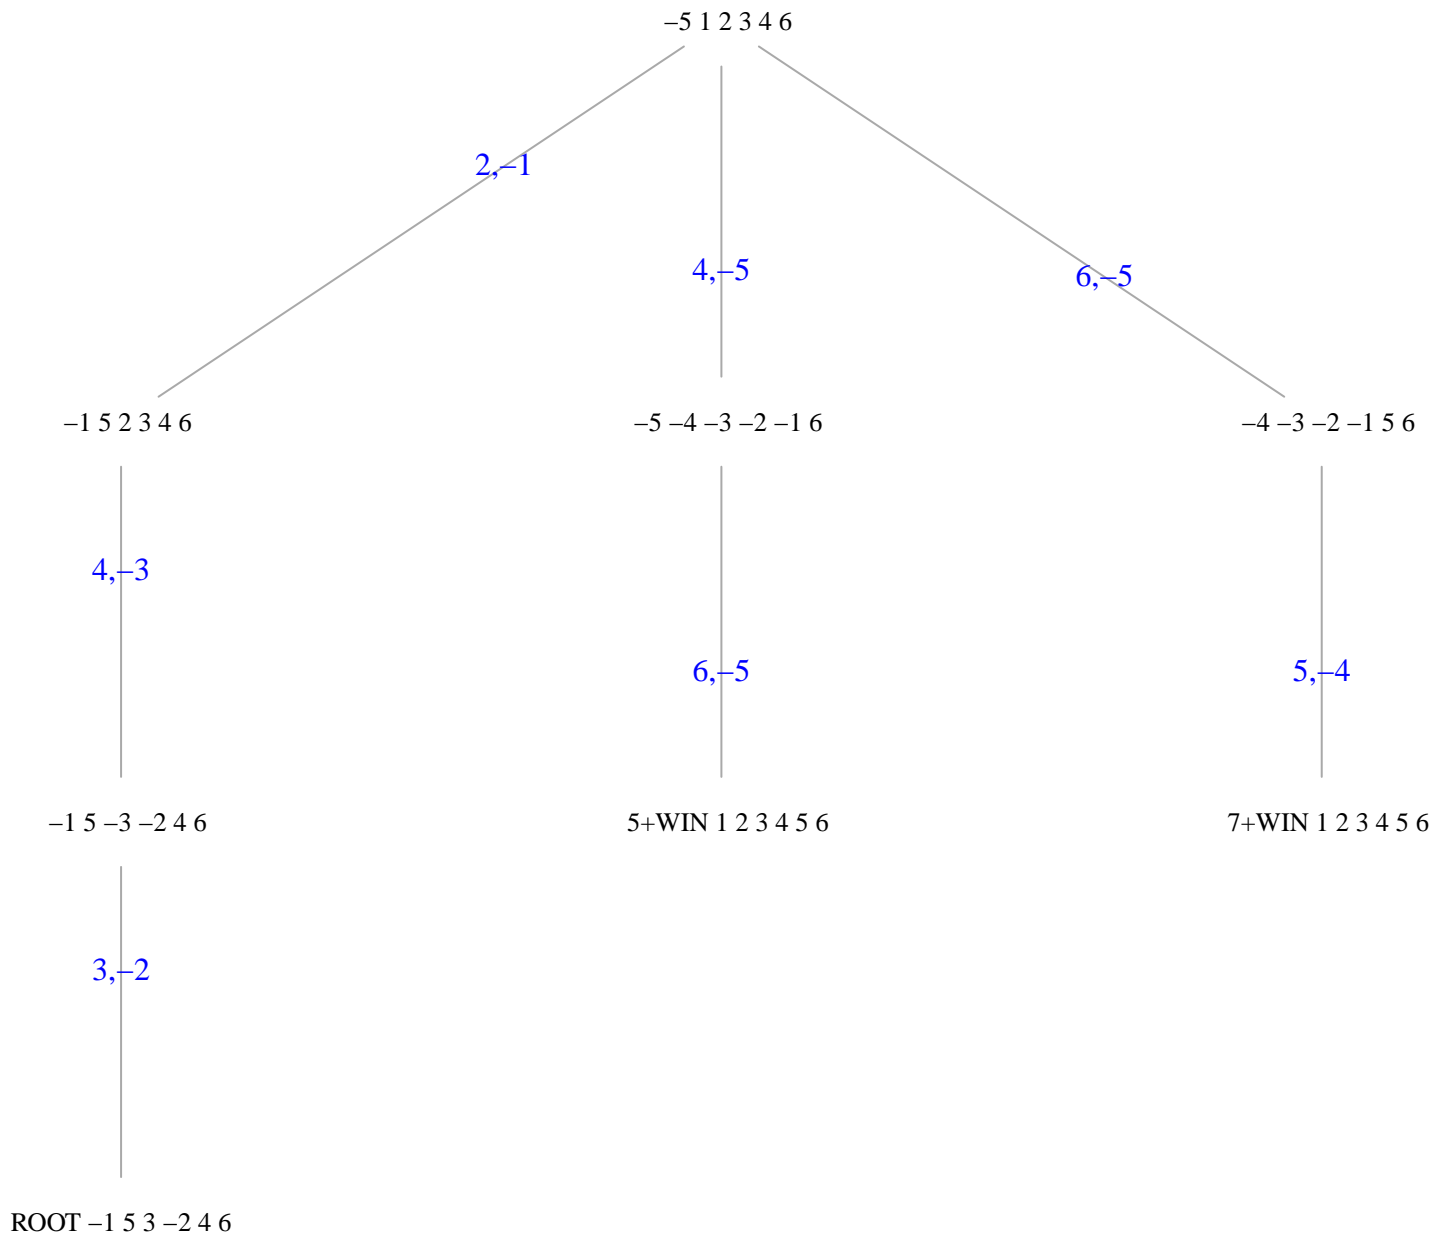 –5 1 2 3 4 6
2,–1
4,–5
6,–5
–1 5 2 3 4 6
–5 –4 –3 –2 –1 6
–4 –3 –2 –1 5 6
4,–3
6,–5
5,–4
–1 5 –3 –2 4 6
5+WIN 1 2 3 4 5 6
7+WIN 1 2 3 4 5 6
3,–2
ROOT –1 5 3 –2 4 6